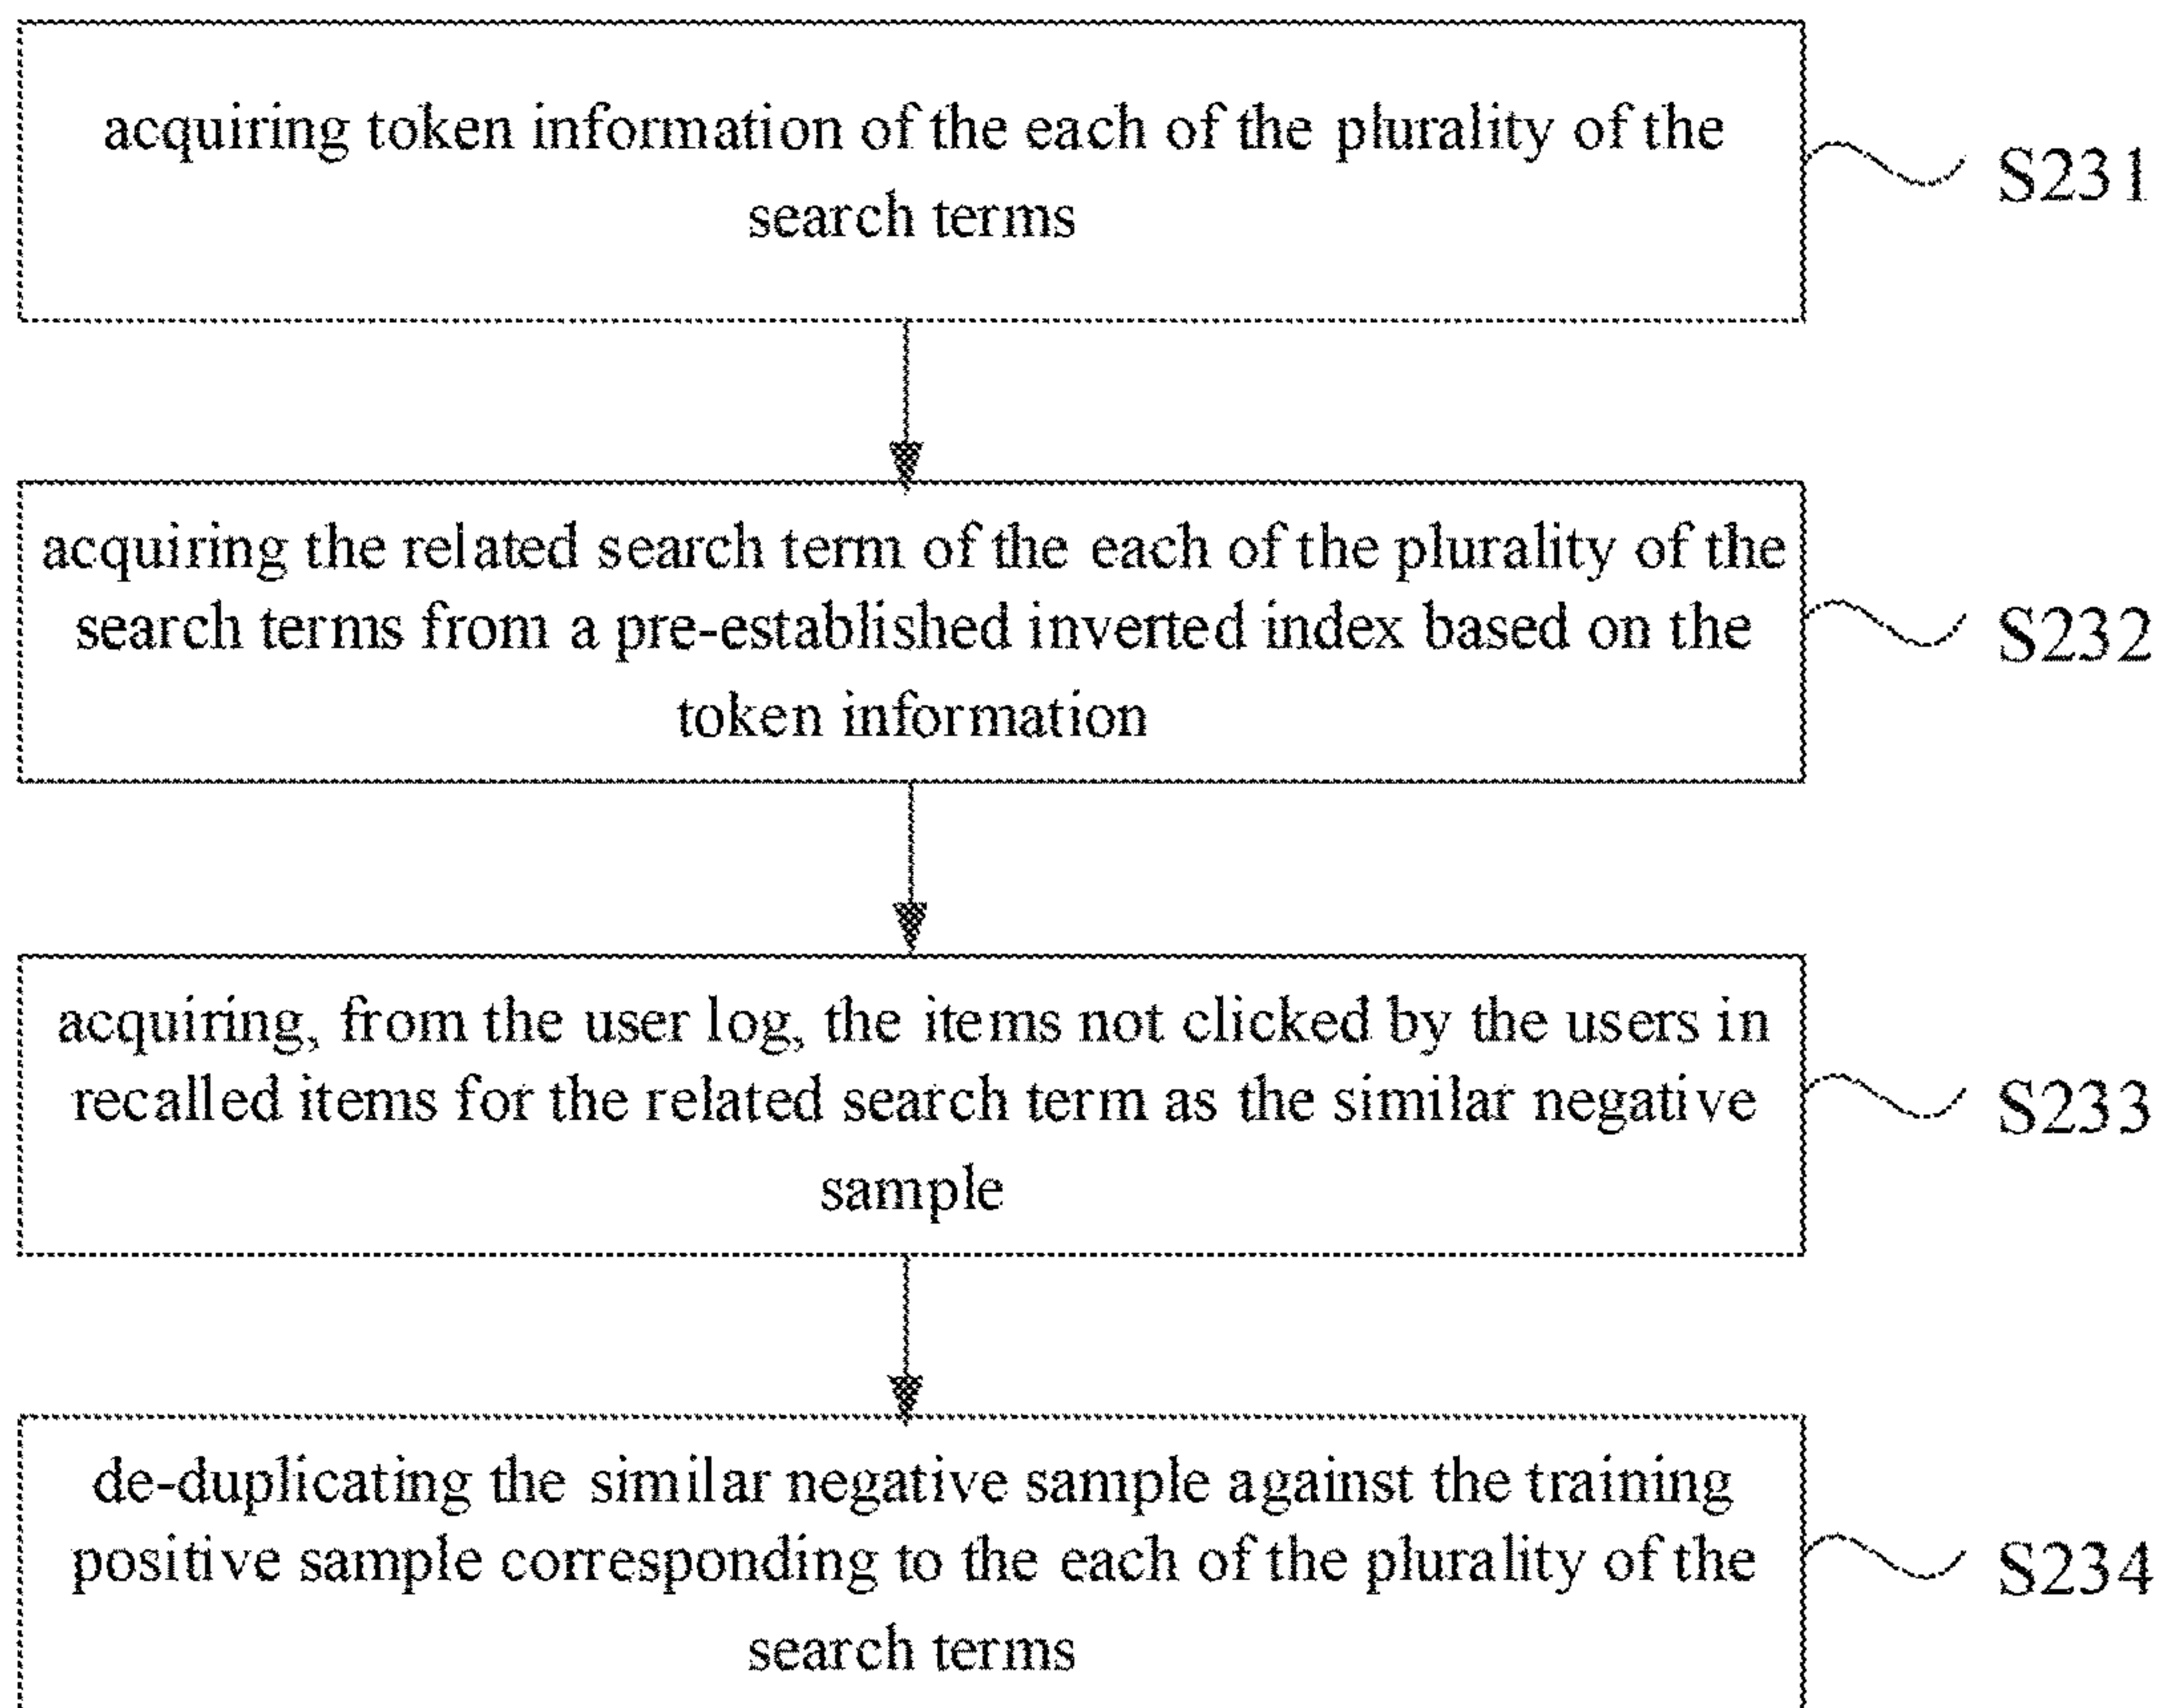 acquiring token information of the each of the plurality of the
search terms
S231
acquiring the related search term of the each of the plurality of the
search terms from a pre-established inverted index based on the
token information
S232
acquiring, from the user log, the items not clicked by the users in
recalled items for the related search term as the similar negative
sample
S233
de-duplicating the similar negative sample against the training
positive sample corresponding to the each of the plurality of the
search terms
S234